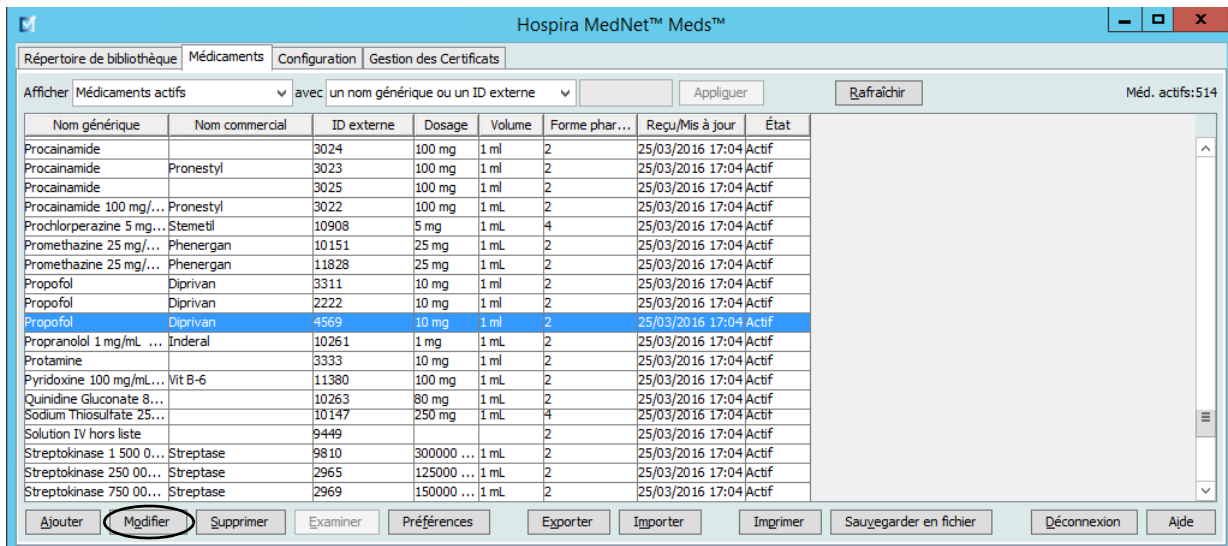 Hospira MedNet™ Meds™
Répertoire de bibliothèque Médicaments Configuration Gestion des Certificats
Afficher Médicaments actifs avec un nom générique ou un ID externe Appliquer Rafraîchir Méd. actifs:514
Nom générique Nom commercial ID externe Dosage Volume Forme phar... Reçu/Mis à jour État
Procainamide 3024 100 mg 1 ml 2 25/03/2016 17:04 Actif
Procainamide Pronestyl 3023 100 mg 1 ml 2 25/03/2016 17:04 Actif
Procainamide 3025 100 mg 1 ml 2 25/03/2016 17:04 Actif
Procainamide 100 mg/... Pronestyl 3022 100 mg 1 mL 2 25/03/2016 17:04 Actif
Prochlorperazine 5 mg... Stemetil 10908 5 mg 1 mL 4 25/03/2016 17:04 Actif
Promethazine 25 mg/... Phenergan 10151 25 mg 1 mL 2 25/03/2016 17:04 Actif
Promethazine 25 mg/... Phenergan 11828 25 mg 1 mL 2 25/03/2016 17:04 Actif
Propofol Diprivan 3311 10 mg 1 ml 2 25/03/2016 17:04 Actif
Propofol Diprivan 2222 10 mg 1 ml 2 25/03/2016 17:04 Actif
Propofol Diprivan 4569 10 mg 1 ml 2 25/03/2016 17:04 Actif
Propranolol 1 mg/mL ... Inderal 10261 1 mg 1 mL 2 25/03/2016 17:04 Actif
Protamine 3333 10 mg 1 ml 2 25/03/2016 17:04 Actif
Pyridoxine 100 mg/mL... Vit B-6 11380 100 mg 1 mL 2 25/03/2016 17:04 Actif
Quinidine Gluconate 8... 10263 80 mg 1 mL 2 25/03/2016 17:04 Actif
Sodium Thiosulfate 25... 10147 250 mg 1 mL 4 25/03/2016 17:04 Actif
Solution IV hors liste 9449 2 25/03/2016 17:04 Actif
Streptokinase 1 500 0... Streptase 9810 300000 ... 1 mL 2 25/03/2016 17:04 Actif
Streptokinase 250 00... Streptase 2965 125000 ... 1 mL 2 25/03/2016 17:04 Actif
Streptokinase 750 00... Streptase 2969 150000 ... 1 mL 2 25/03/2016 17:04 Actif
Ajouter Modifier Supprimer Examiner Préférences Exporter Importer Imprimer Sauvegarder en fichier Déconnexion Aide